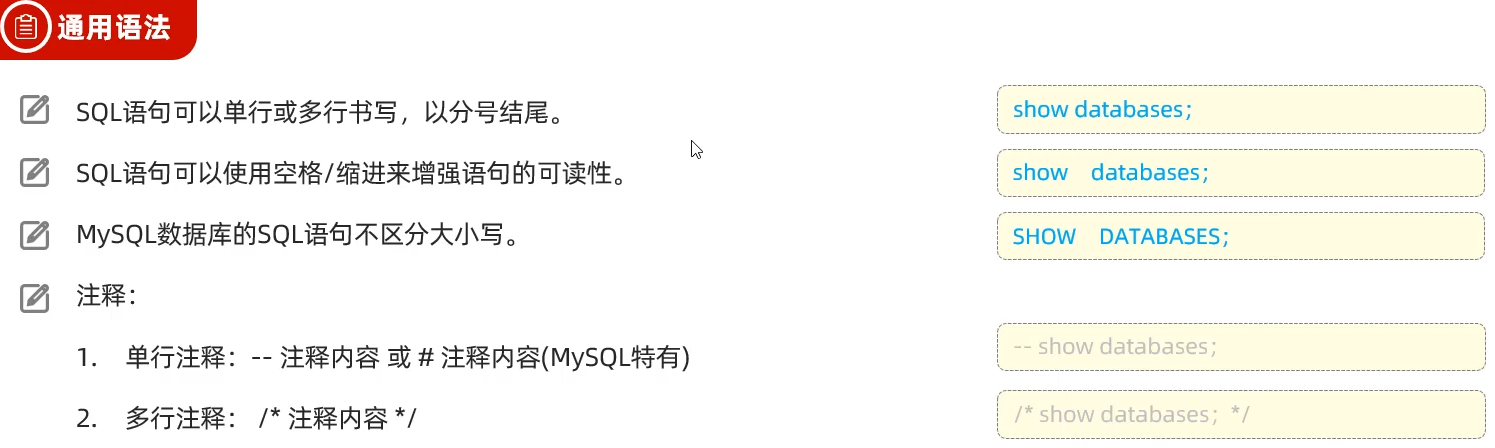 通用语法
SQL语句可以单行或多行书写，以分号结尾。
show databases；
SQL语句可以使用空格/缩进来增强语句的可读性。
show    databases；
MySQL数据库的SQL语句不区分大小写。
SHOW    DATABASES；
注释：
1.    单行注释：-- 注释内容 或 # 注释内容(MySQL特有)
-- show databases；
2.    多行注释： /* 注释内容 */
/* show databases；*/